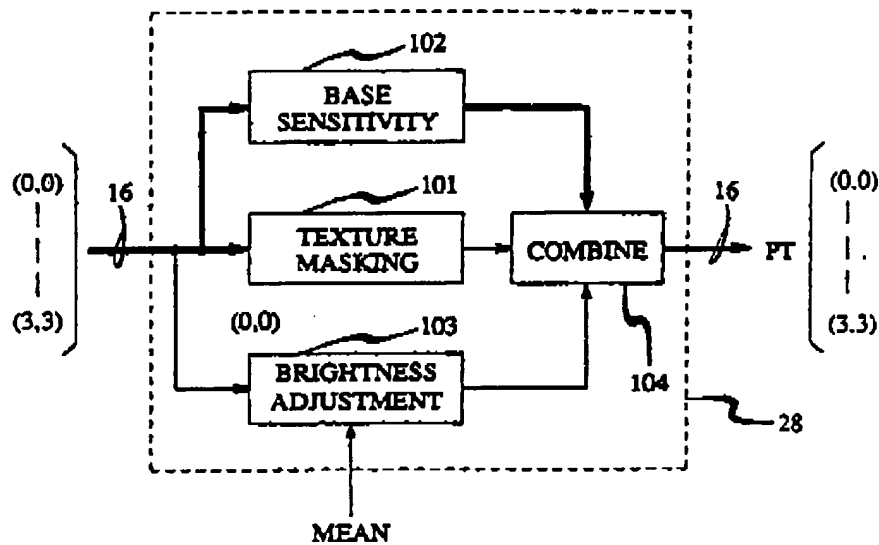 102
BASE
SENSITIVITY
(0,0)
16
(3,3)
101
TEXTURE
MASKING
COMBINE
16
PT
(0.0)
(3.3)
104
(0,0)
103
BRIGHTNESS
ADJUSTMENT
28
MEAN